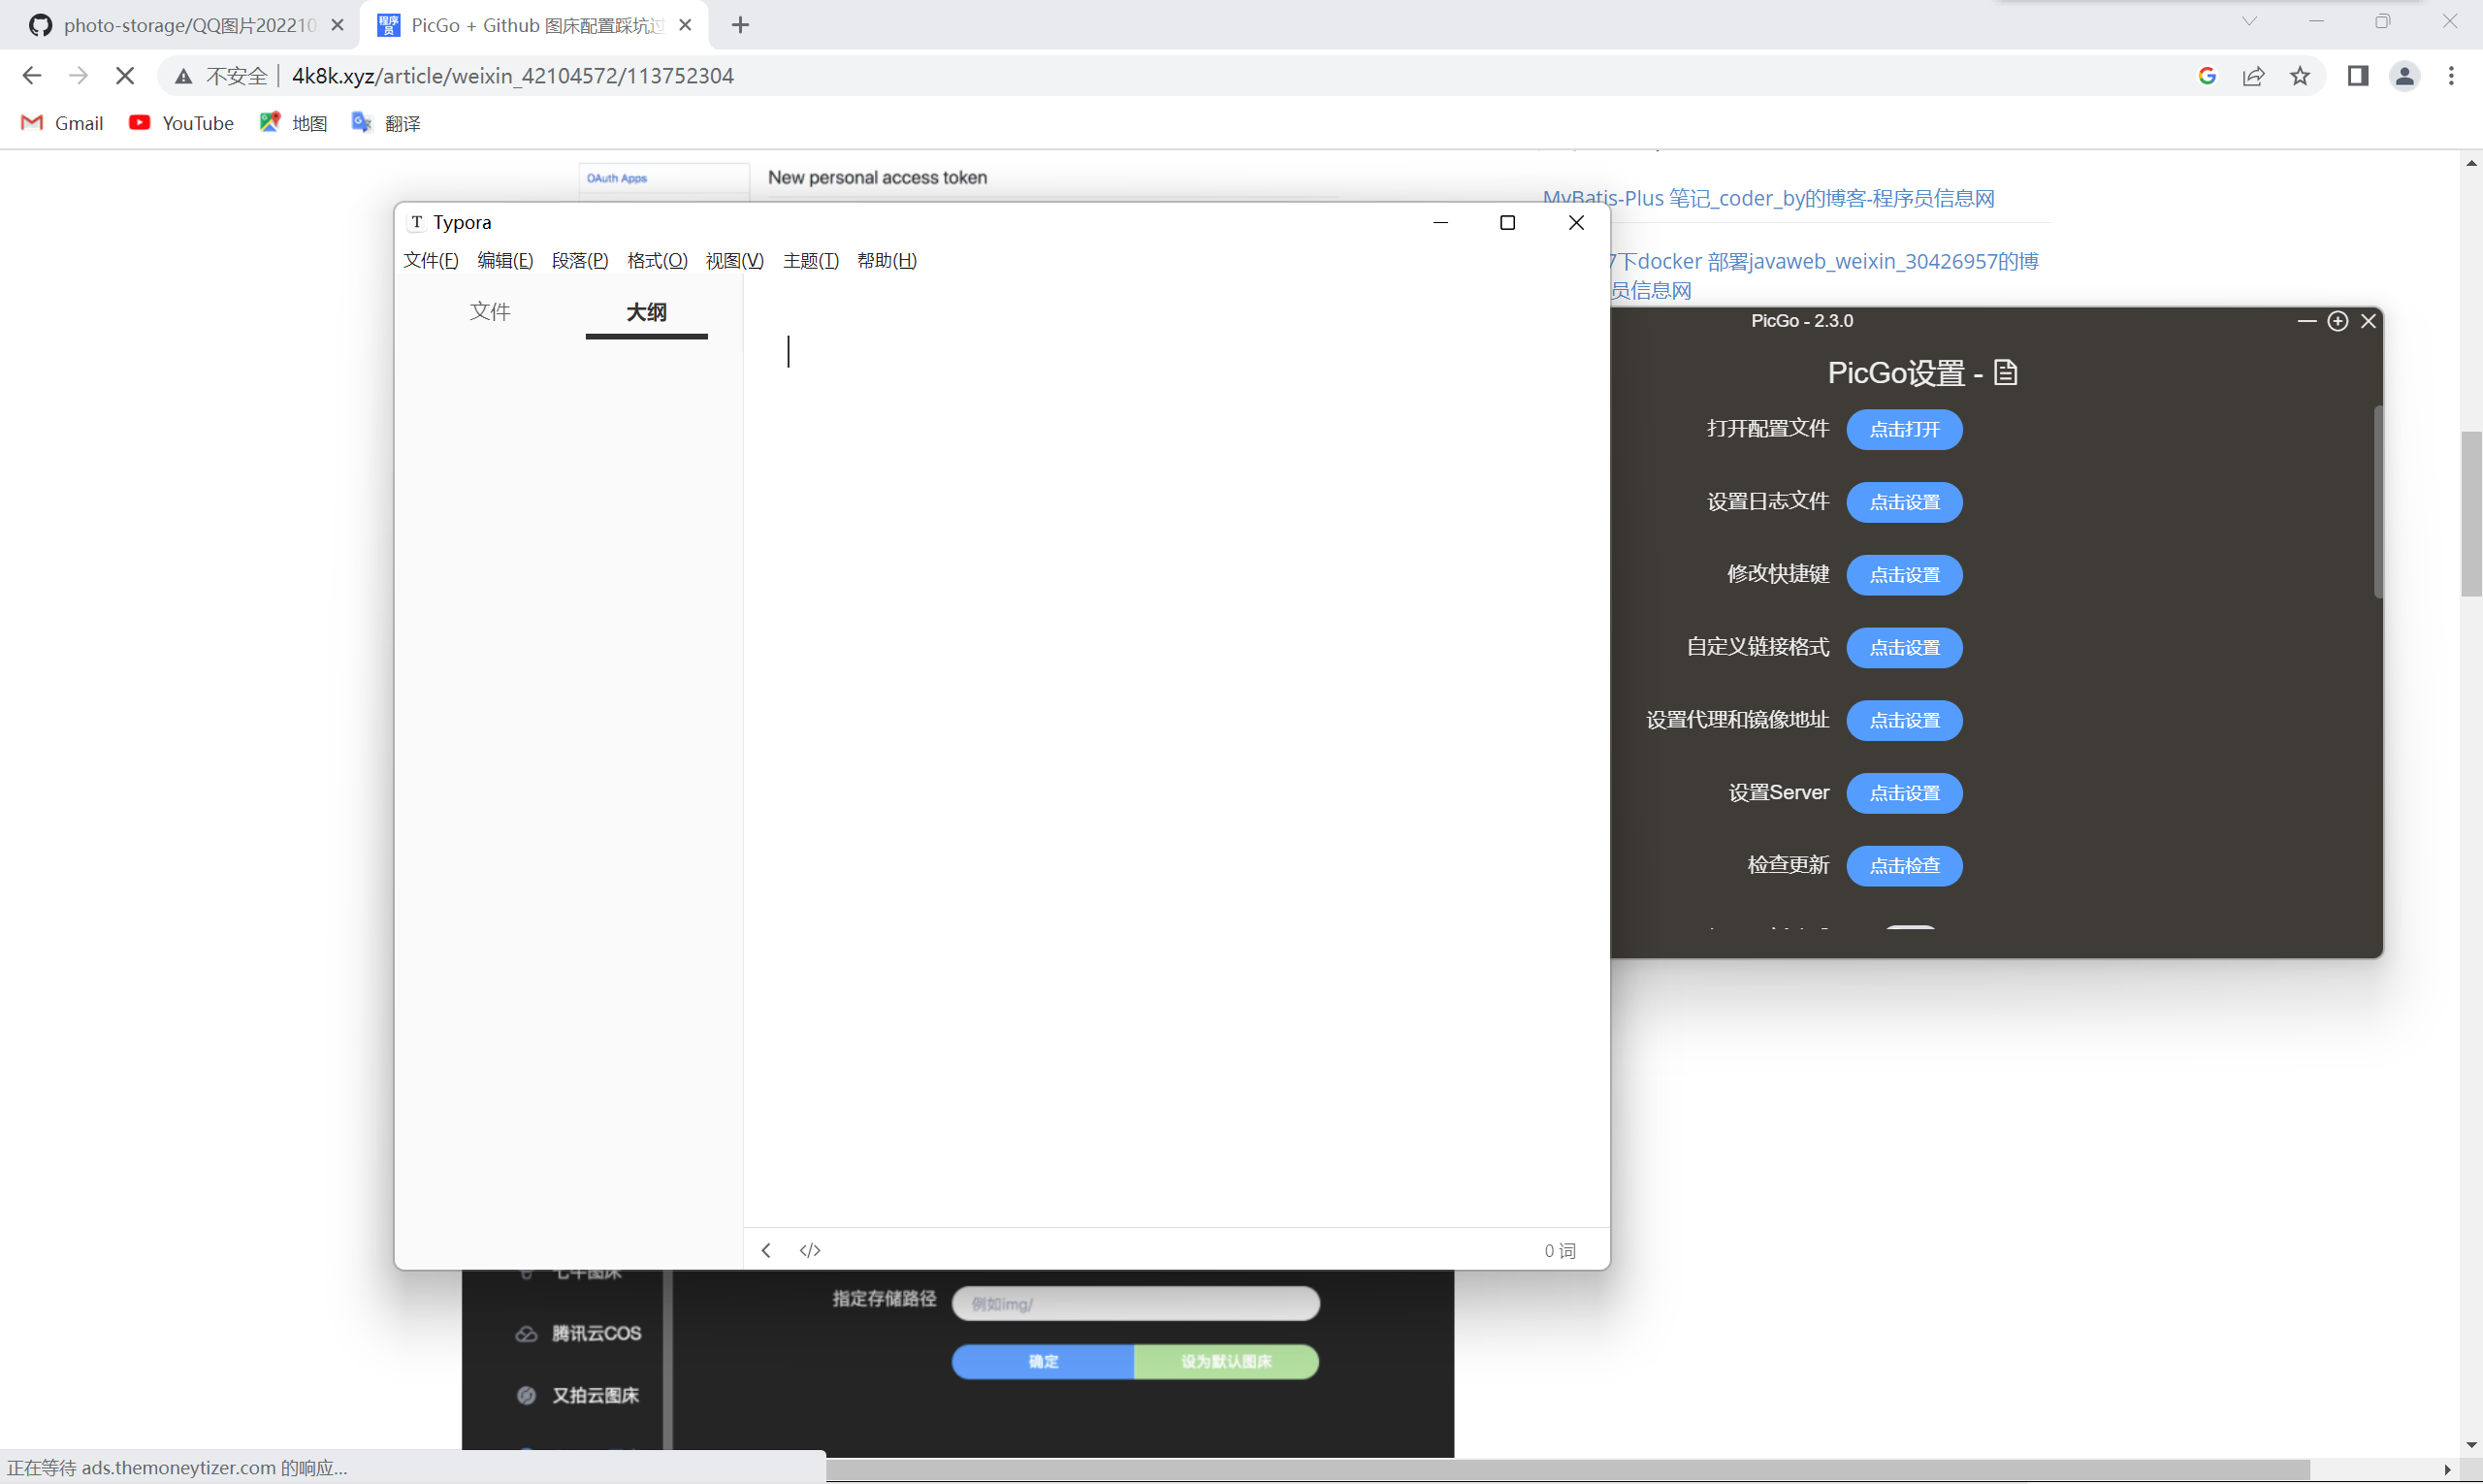 photo-storage/QQ图片202210
PicGo + Github 图床配置踩坑过
不安全
4k8k.xyz/article/weixin_42104572/113752304
Gmail
YouTube
地图
翻译
OAuth Apps
New personal access token
MyBatis-Plus 笔记_coder_by的博客-程序员信息网
7下docker 部署javaweb_weixin_30426957的博
员信息网
T Typora
文件(F) 编辑(E) 段落(P) 格式(O) 视图(V) 主题(T) 帮助(H)
文件
大纲
</>
0 词
PicGo - 2.3.0
PicGo设置 -
打开配置文件 点击打开
设置日志文件 点击设置
修改快捷键 点击设置
自定义链接格式 点击设置
设置代理和镜像地址 点击设置
设置Server 点击设置
检查更新 点击检查
七牛图床
腾讯云COS
又拍云图床
指定存储路径 例如img/
确定 设为默认图床
正在等待 ads.themoneytizer.com 的响应...